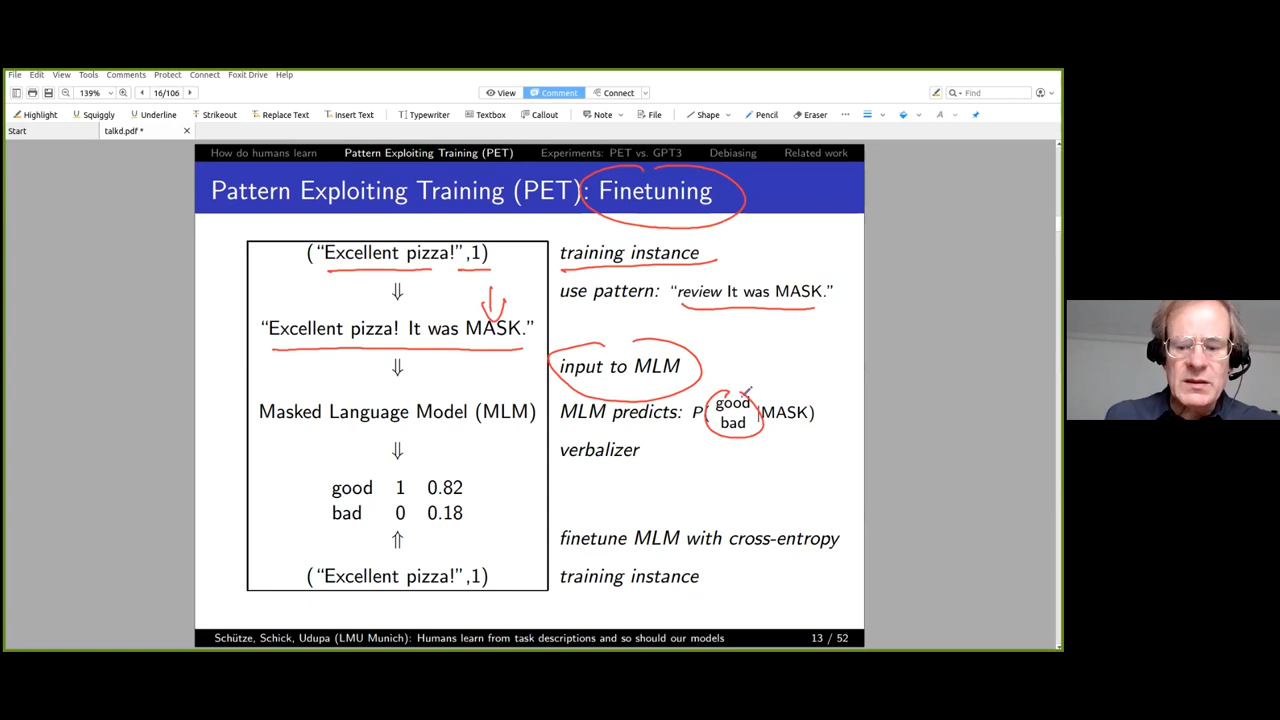 File Edit View Tools Comments Protect Connect Foxit Drive Help
139% 16/106 View Comment Connect Find
Highlight Squiggly Underline Strikeout Replace Text Insert Text Typewriter Textbox Callout Note File Shape Pencil Eraser
Start talkd.pdf *
How do humans learn Pattern Exploiting Training (PET) Experiments: PET vs. GPT3 Debiasing Related work
Pattern Exploiting Training (PET): Finetuning
("Excellent pizza!",1) training instance
⇓ use pattern: "review It was MASK."
"Excellent pizza! It was MASK."
⇓ input to MLM
Masked Language Model (MLM) MLM predicts: P(good bad|MASK)
⇓ verbalizer
good 1 0.82
bad 0 0.18
⇑ finetune MLM with cross-entropy
("Excellent pizza!",1) training instance
Schütze, Schick, Udupa (LMU Munich): Humans learn from task descriptions and so should our models 13 / 52